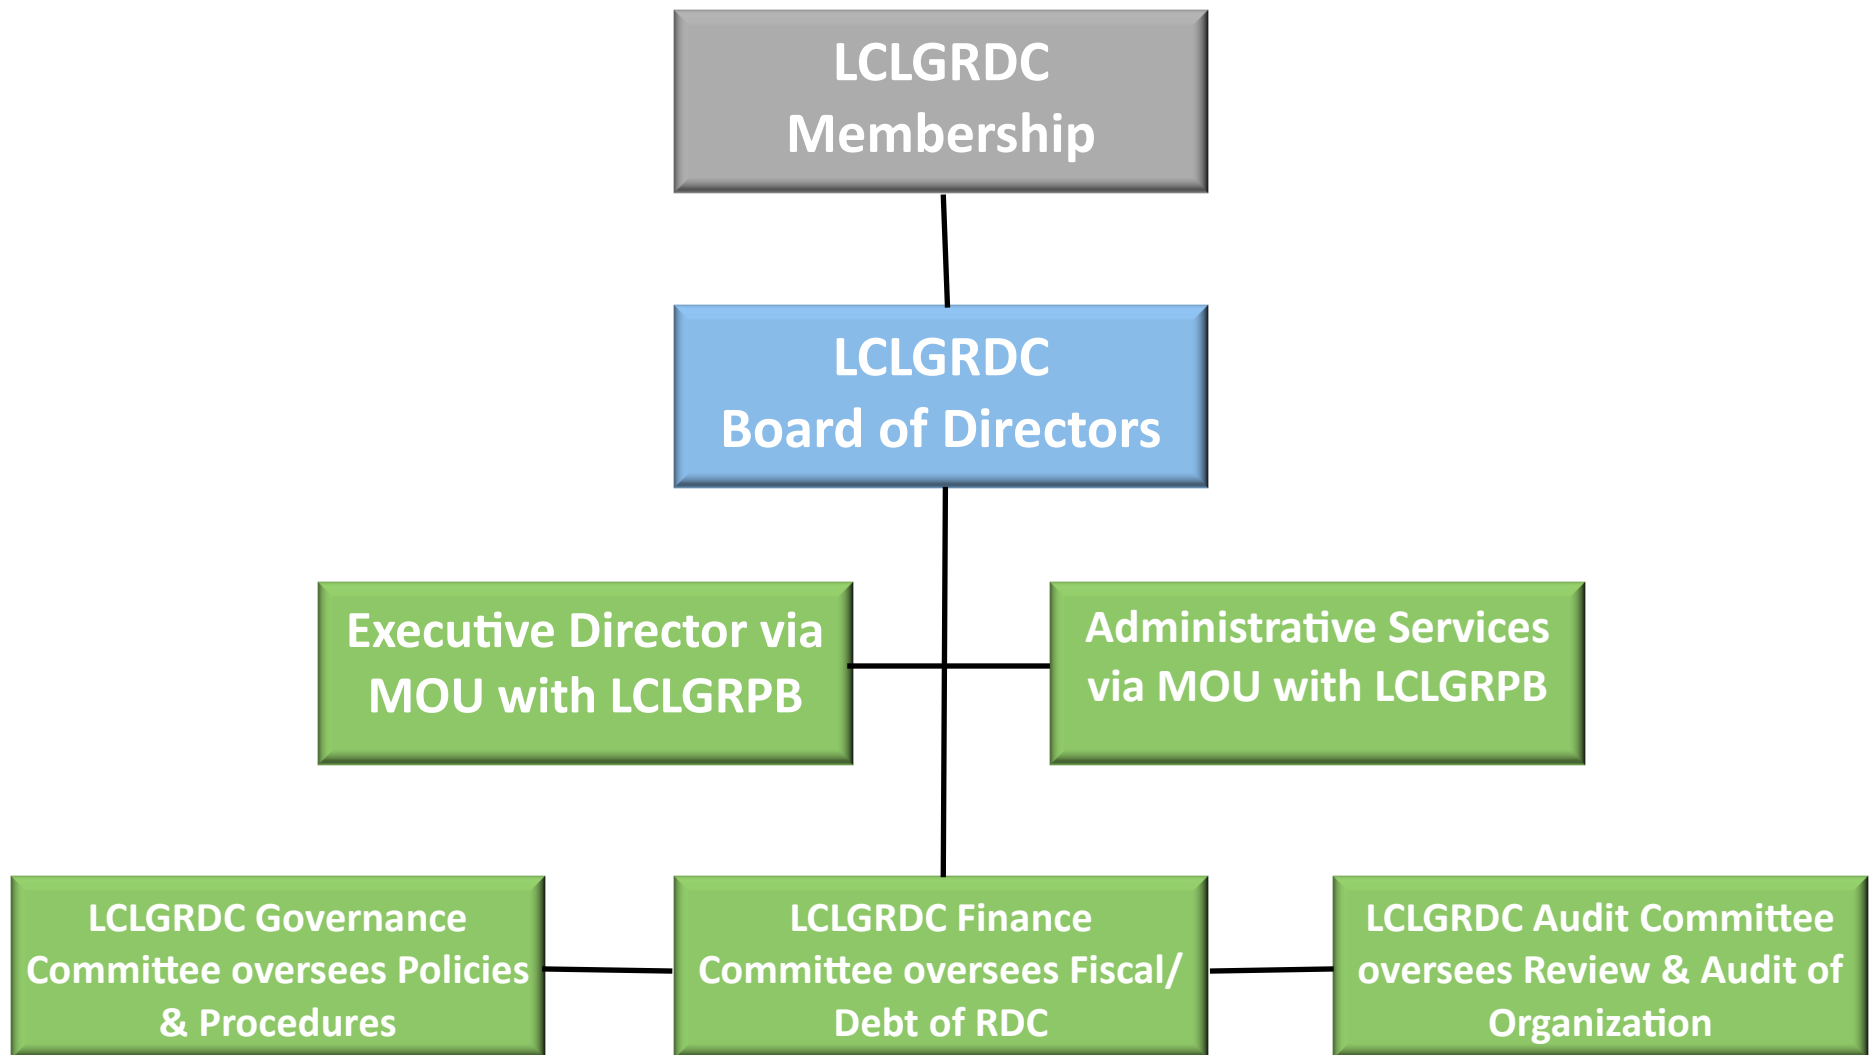 LCLGRDC
Membership
LCLGRDC
Board of Directors
Executive Director via
MOU with LCLGRPB
Administrative Services
via MOU with LCLGRPB
LCLGRDC Governance
Committee oversees Policies
& Procedures
LCLGRDC Finance
Committee oversees Fiscal/
Debt of RDC
LCLGRDC Audit Committee
oversees Review & Audit of
Organization